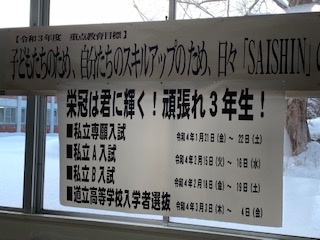 【令和3年度 重点教育目標】
子どもたちのため、自分たちのスキルアップのため、日々「SAISHIN」の
栄冠は君に輝く！頑張れ3年生！
■私立専願入試 令和4年1月21日(金)~ 22日(土)
■私立A入試 令和4年2月15日(火)~ 16日(水)
■私立B入試 令和4年2月18日(金)~ 19日(土)
■道立高等学校入学者選抜 令和4年3月3日(木)~ 4日(金)